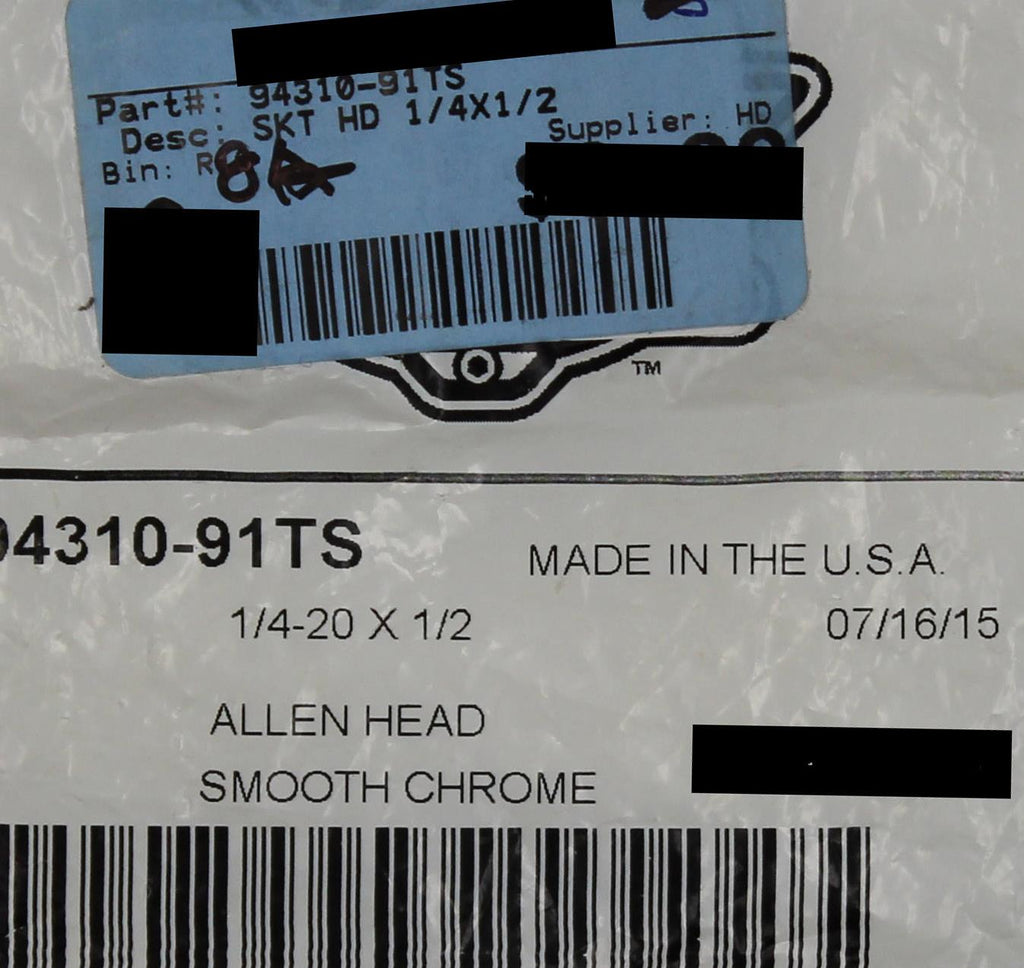 Part#: 94310-91TS
Desc: SKT HD 1/4X1/2
Supplier: HD
Bin: R
8
TM
94310-91TS
MADE IN THE U.S.A.
1/4-20 X 1/2
07/16/15
ALLEN HEAD
SMOOTH CHROME